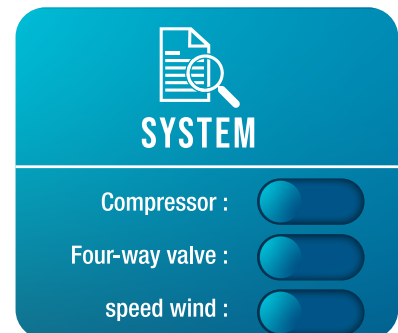 SYSTEM
Compressor :
Four-way valve :
speed wind :